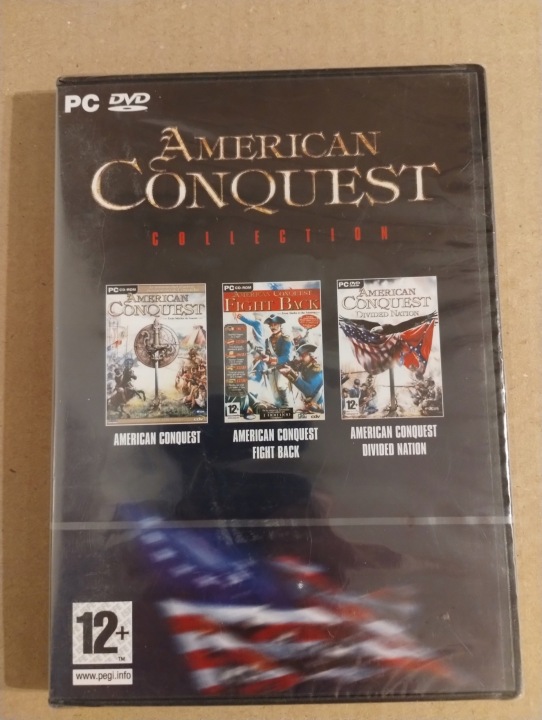 PC DVD
AMERICAN
CONQUEST
COLLECTION
PC CD-ROM
AMERICAN
CONQUEST
PC CD-ROM
AMERICAN CONQUEST
FIGHT BACK
12+
PC DVD
AMERICAN
CONQUEST
DIVIDED NATION
12+
AMERICAN CONQUEST
AMERICAN CONQUEST
FIGHT BACK
AMERICAN CONQUEST
DIVIDED NATION
12+
TM
www.pegi.info